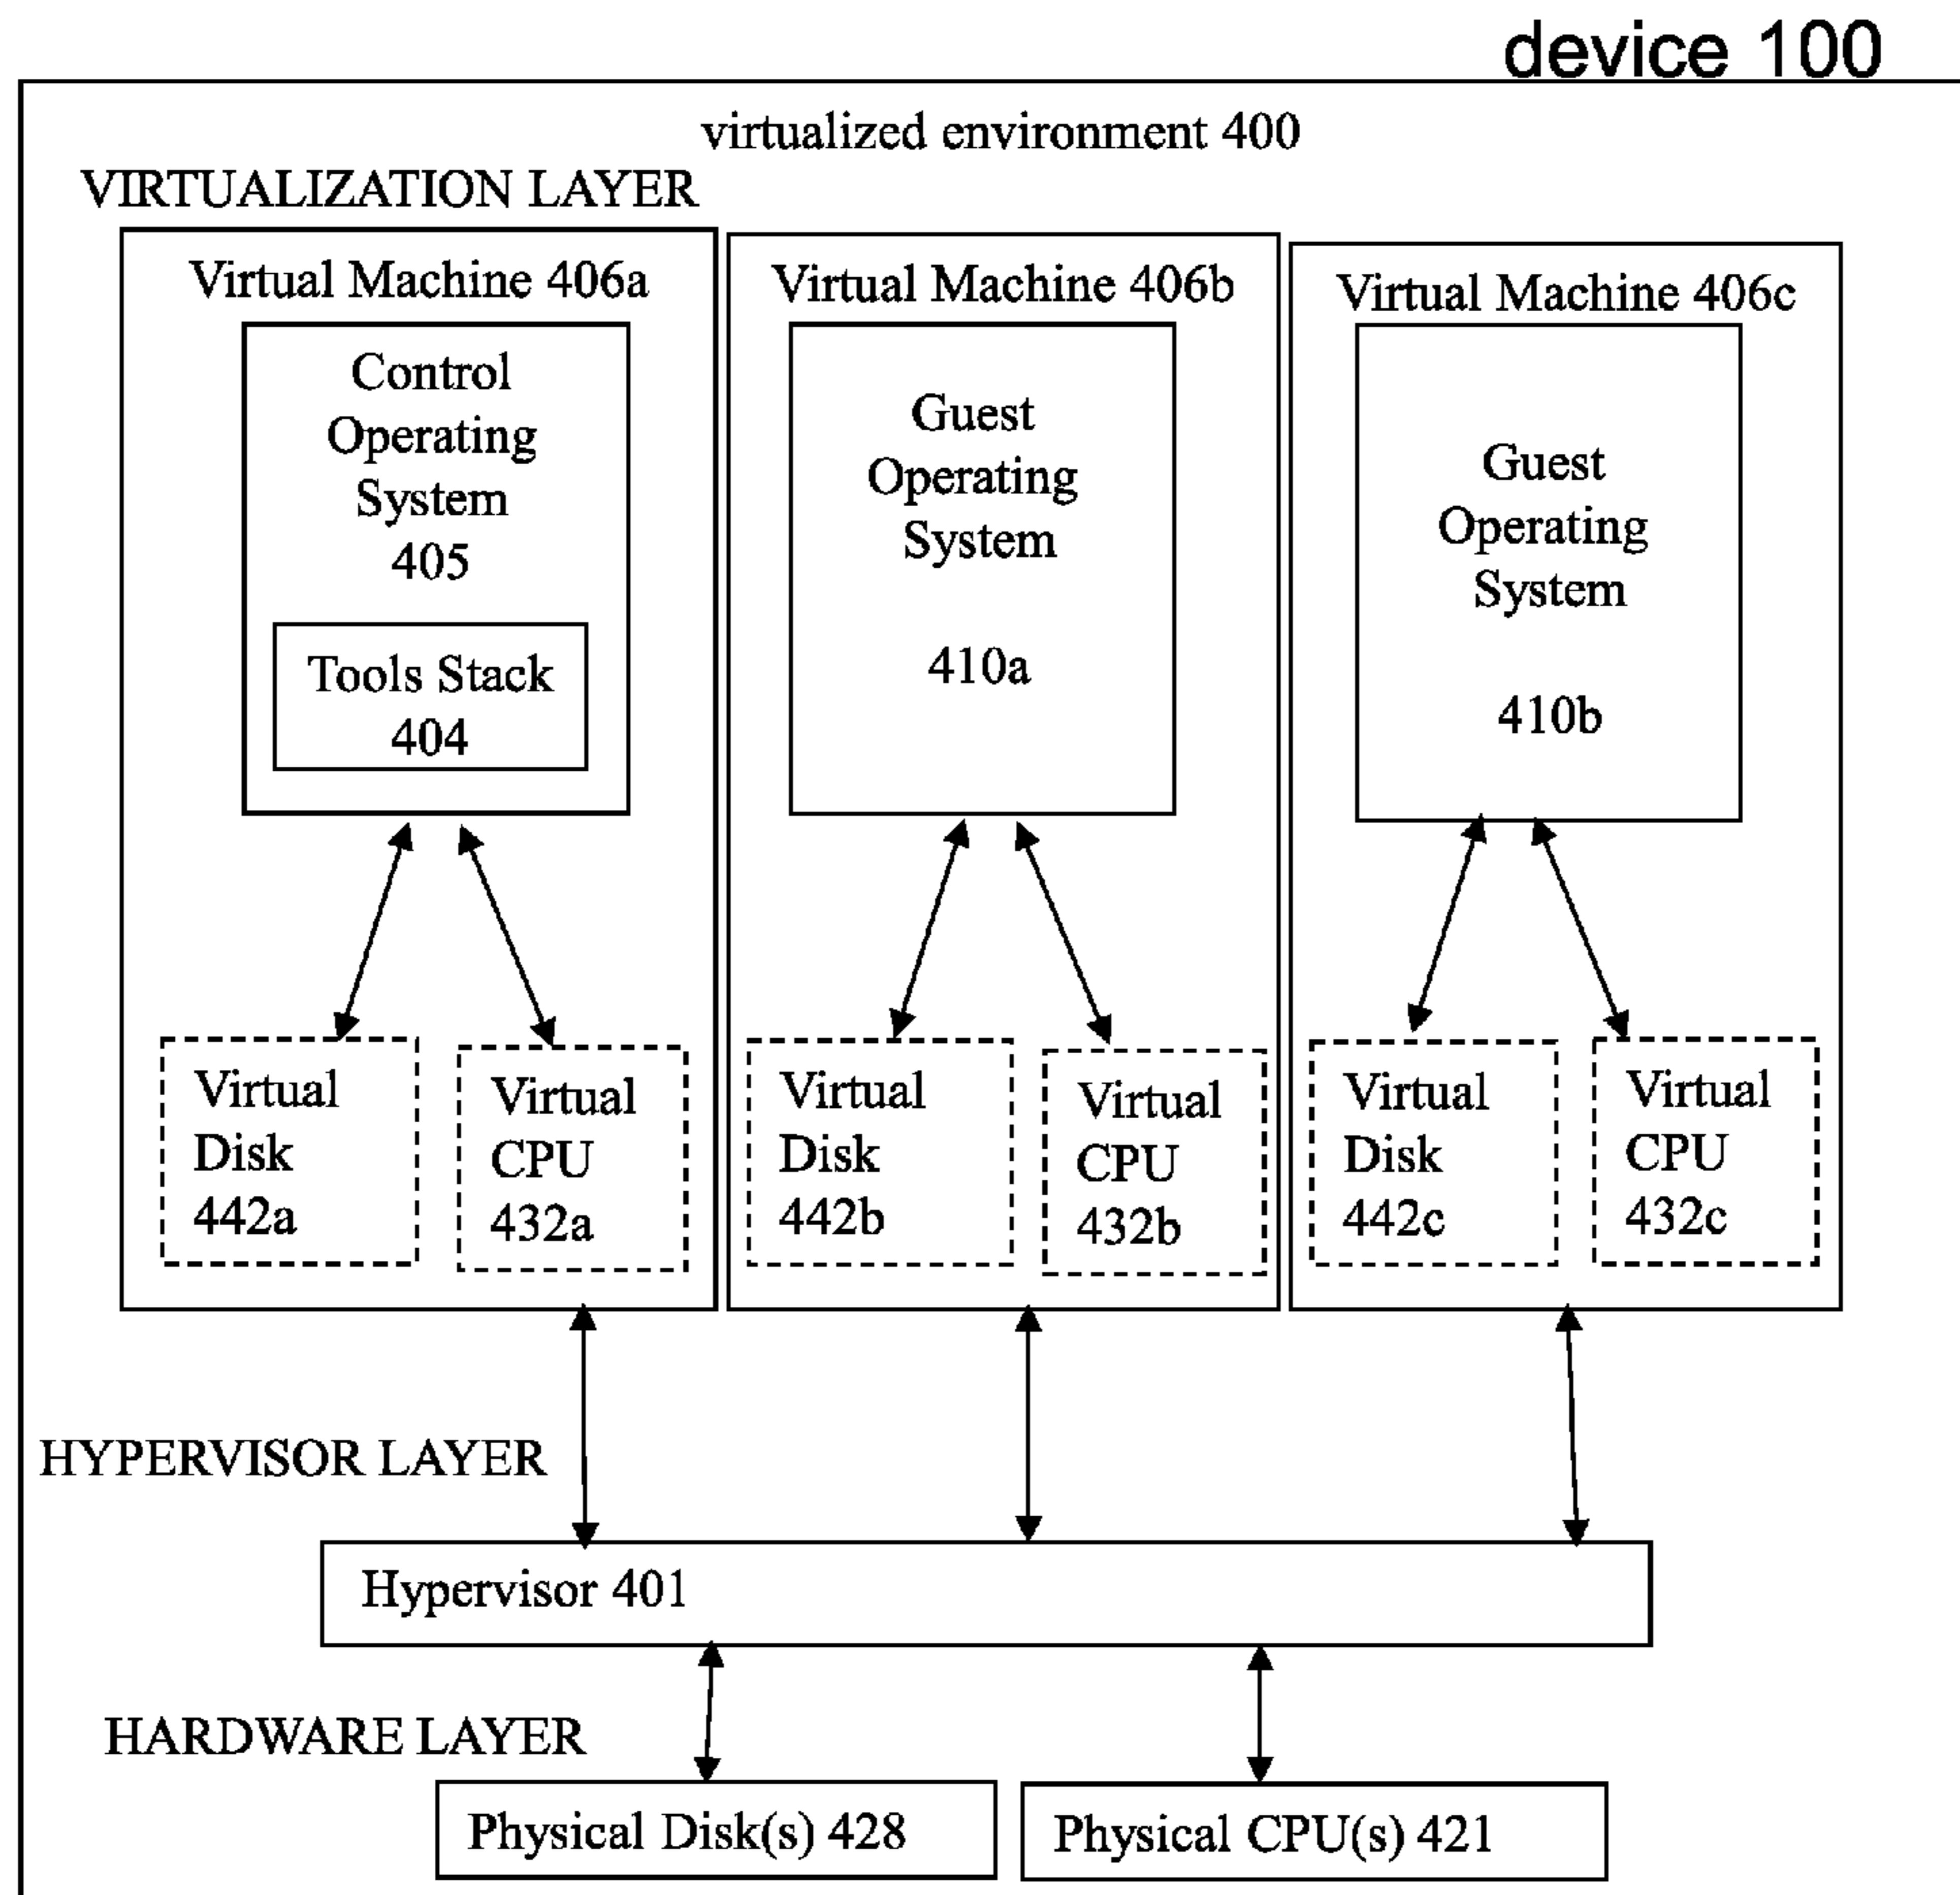 device 100
virtualized environment 400
VIRTUALIZATION LAYER
Virtual Machine 406a
Control
Operating
System
405
Tools Stack
404
Virtual
Disk
442a
Virtual
CPU
432a
Virtual Machine 406b
Guest
Operating
System
410a
Virtual
Disk
442b
Virtual
CPU
432b
Virtual Machine 406c
Guest
Operating
System
410b
Virtual
Disk
442c
Virtual
CPU
432c
HYPERVISOR LAYER
Hypervisor 401
HARDWARE LAYER
Physical Disk(s) 428
Physical CPU(s) 421